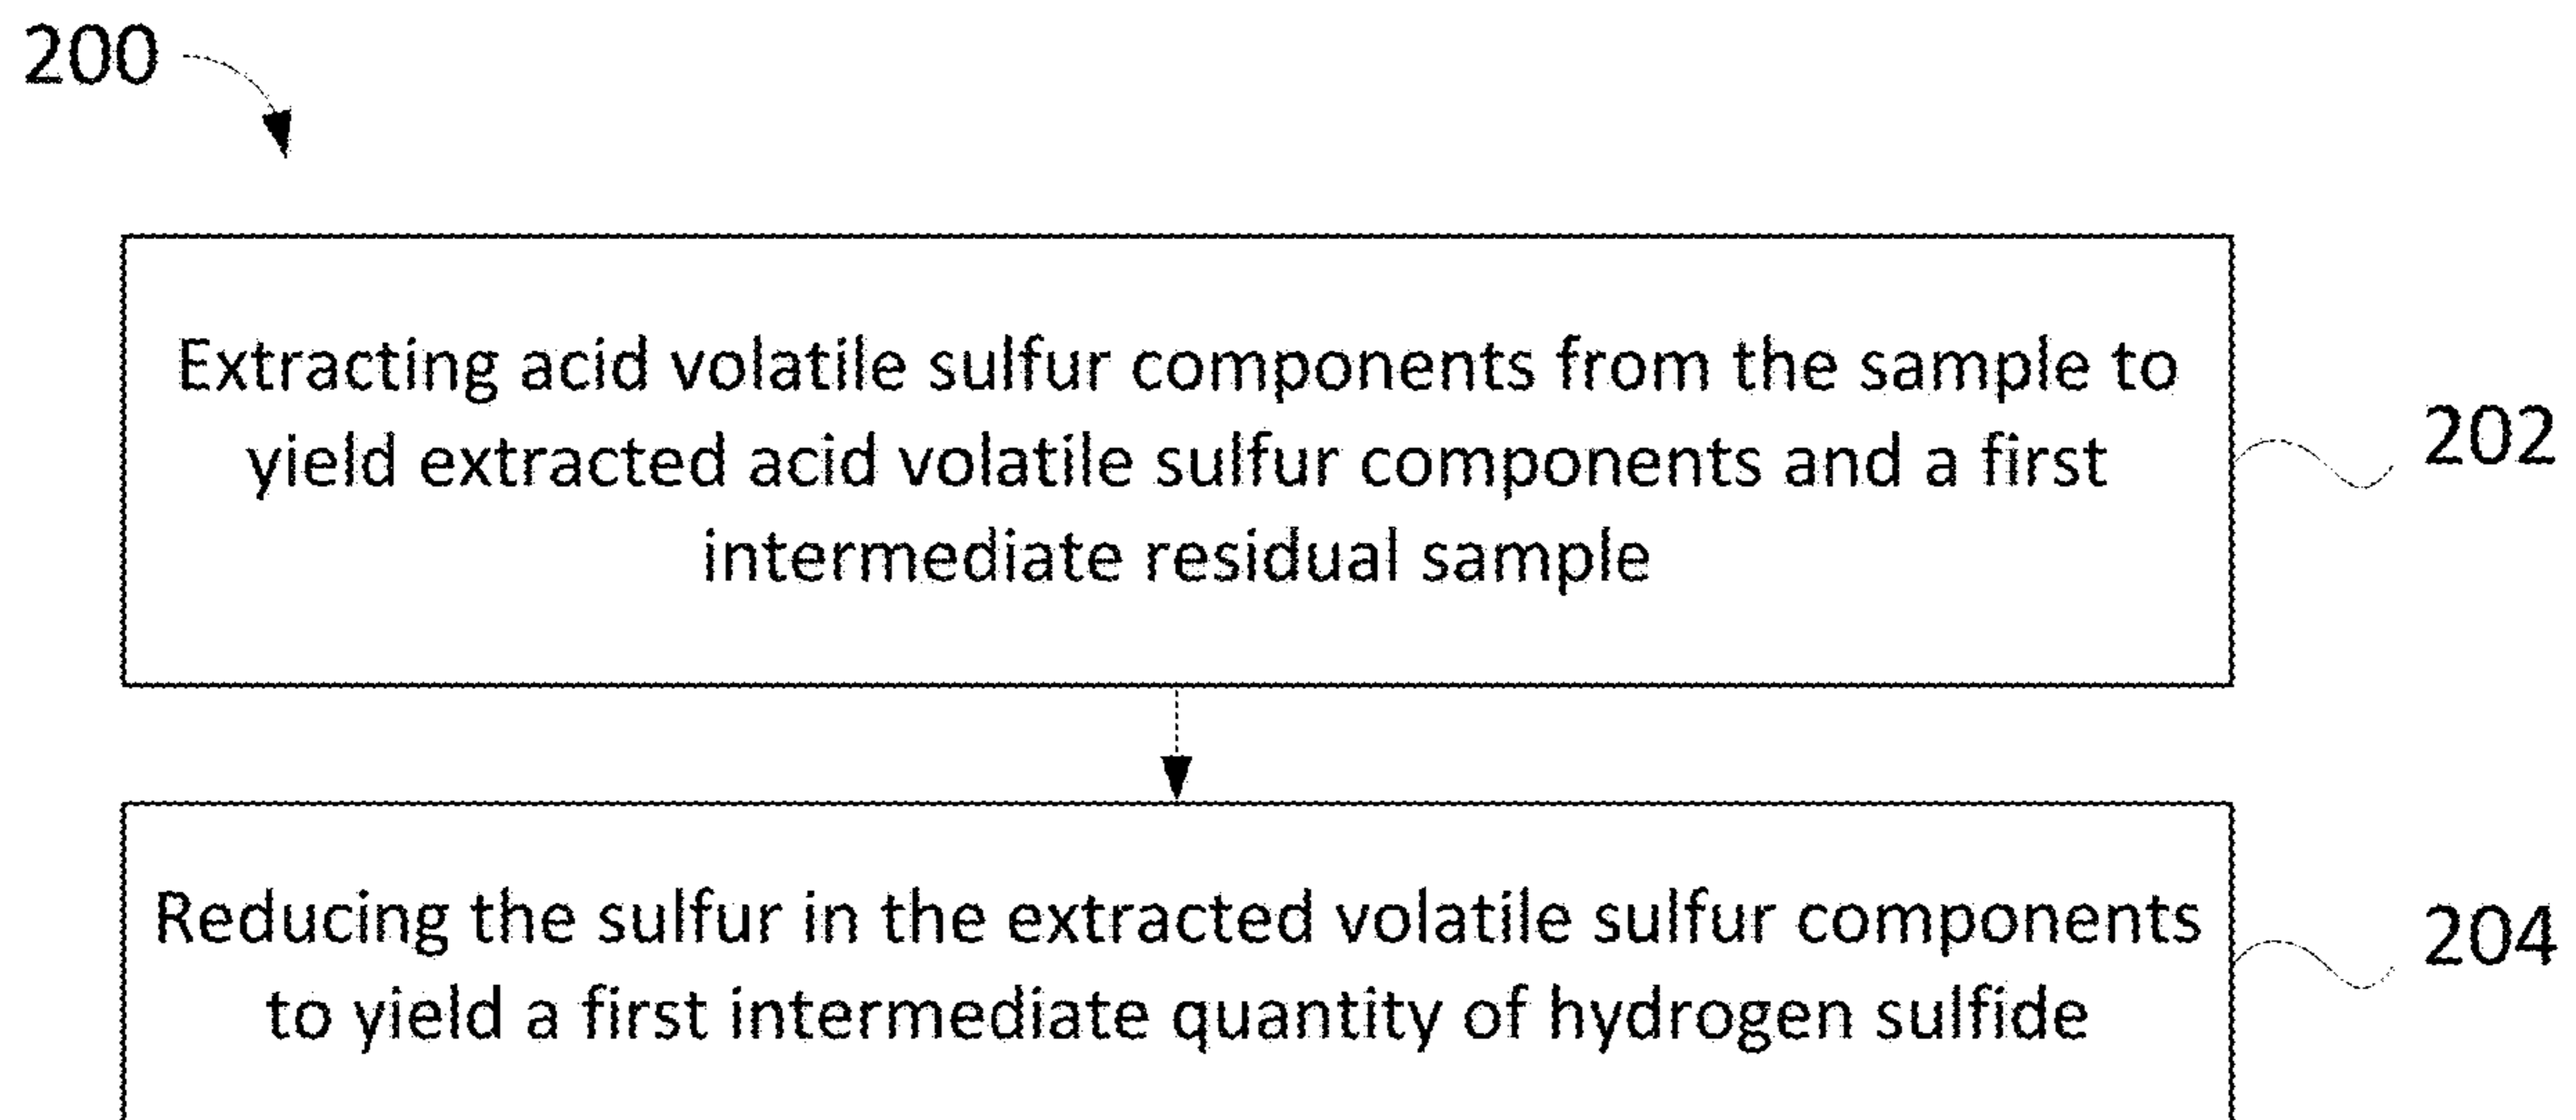 200
Extracting acid volatile sulfur components from the sample to
yield extracted acid volatile sulfur components and a first
intermediate residual sample
202
Reducing the sulfur in the extracted volatile sulfur components
to yield a first intermediate quantity of hydrogen sulfide
204